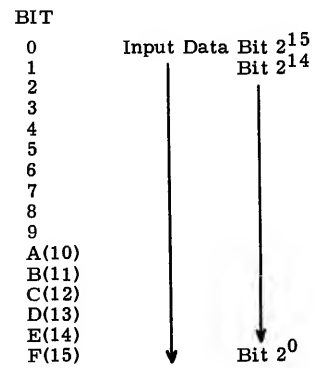 BIT
0 Input Data Bit 2^15
1 Bit 2^14
2
3
4
5
6
7
8
9
A(10)
B(11)
C(12)
D(13)
E(14)
F(15) Bit 2^0